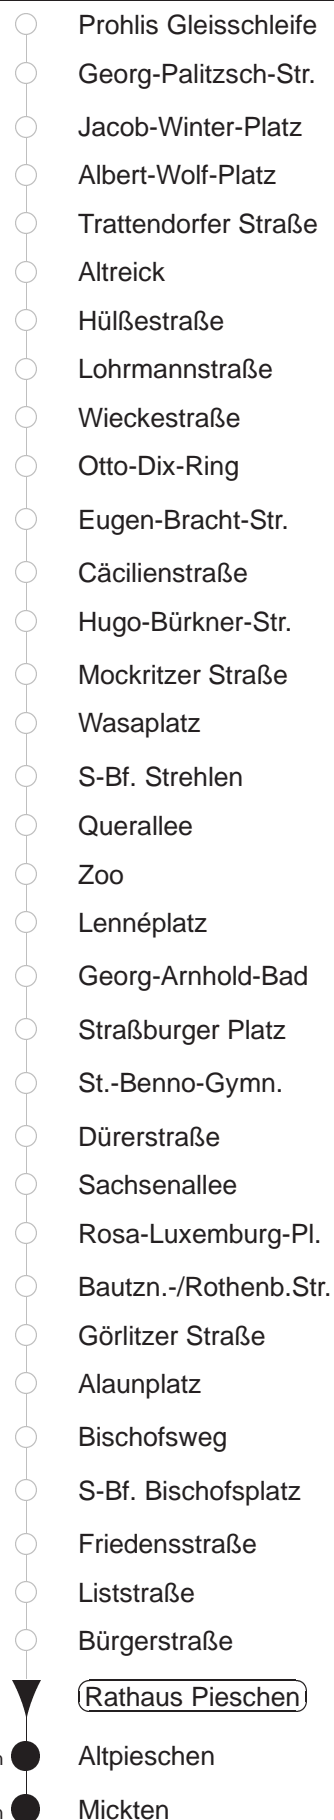 Prohlis Gleisschleife
Georg-Palitzsch-Str.
Jacob-Winter-Platz
Albert-Wolf-Platz
Trattendorfer Straße
Altreick
Hülßestraße
Lohrmannstraße
Wieckestraße
Otto-Dix-Ring
Eugen-Bracht-Str.
Cäcilienstraße
Hugo-Bürkner-Str.
Mockritzer Straße
Wasaplatz
S-Bf. Strehlen
Querallee
Zoo
Lennéplatz
Georg-Arnhold-Bad
Straßburger Platz
St.-Benno-Gymn.
Dürerstraße
Sachsenallee
Rosa-Luxemburg-Pl.
Bautzn.-/Rothenb.Str.
Görlitzer Straße
Alaunplatz
Bischofsweg
S-Bf. Bischofsplatz
Friedensstraße
Liststraße
Bürgerstraße
Rathaus Pieschen
Altpieschen
Mickten